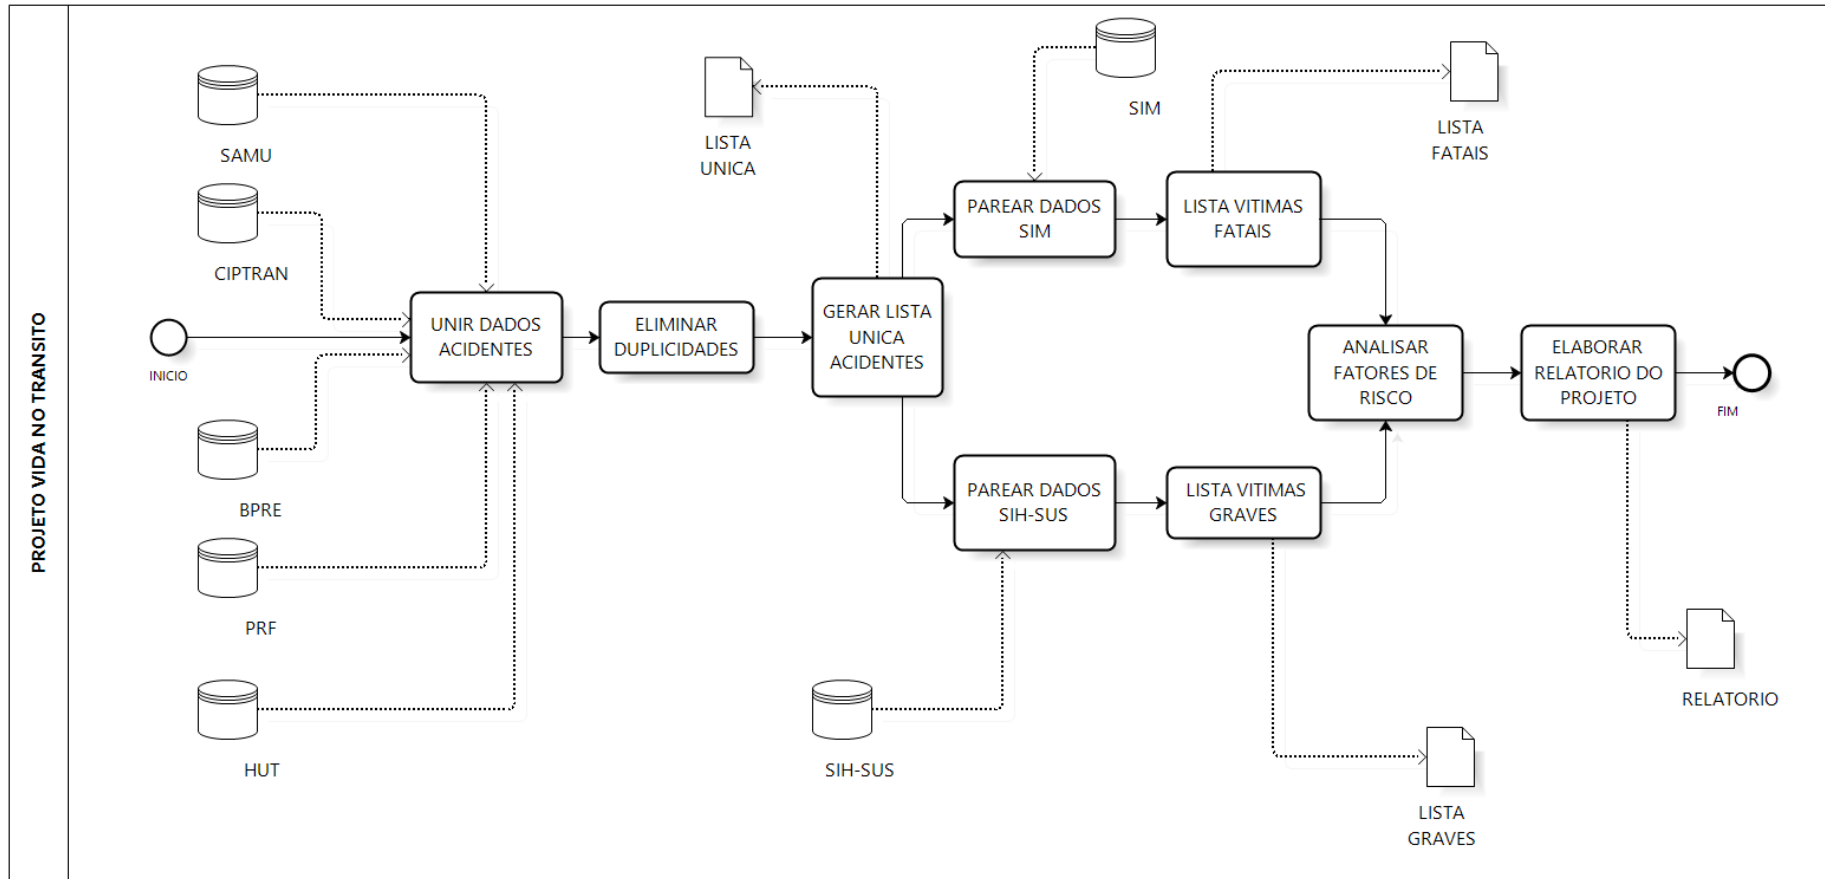 PROJETO VIDA NO TRANSITO
SAMU
CIPTRAN
INICIO
BPRE
PRF
HUT
UNIR DADOS
ACIDENTES
ELIMINAR
DUPLICIDADES
LISTA
UNICA
GERAR LISTA
UNICA
ACIDENTES
SIM
PAREAR DADOS
SIM
LISTA VITIMAS
FATAIS
LISTA
FATAIS
PAREAR DADOS
SIH-SUS
SIH-SUS
LISTA VITIMAS
GRAVES
LISTA
GRAVES
ANALISAR
FATORES DE
RISCO
ELABORAR
RELATORIO DO
PROJETO
FIM
RELATORIO